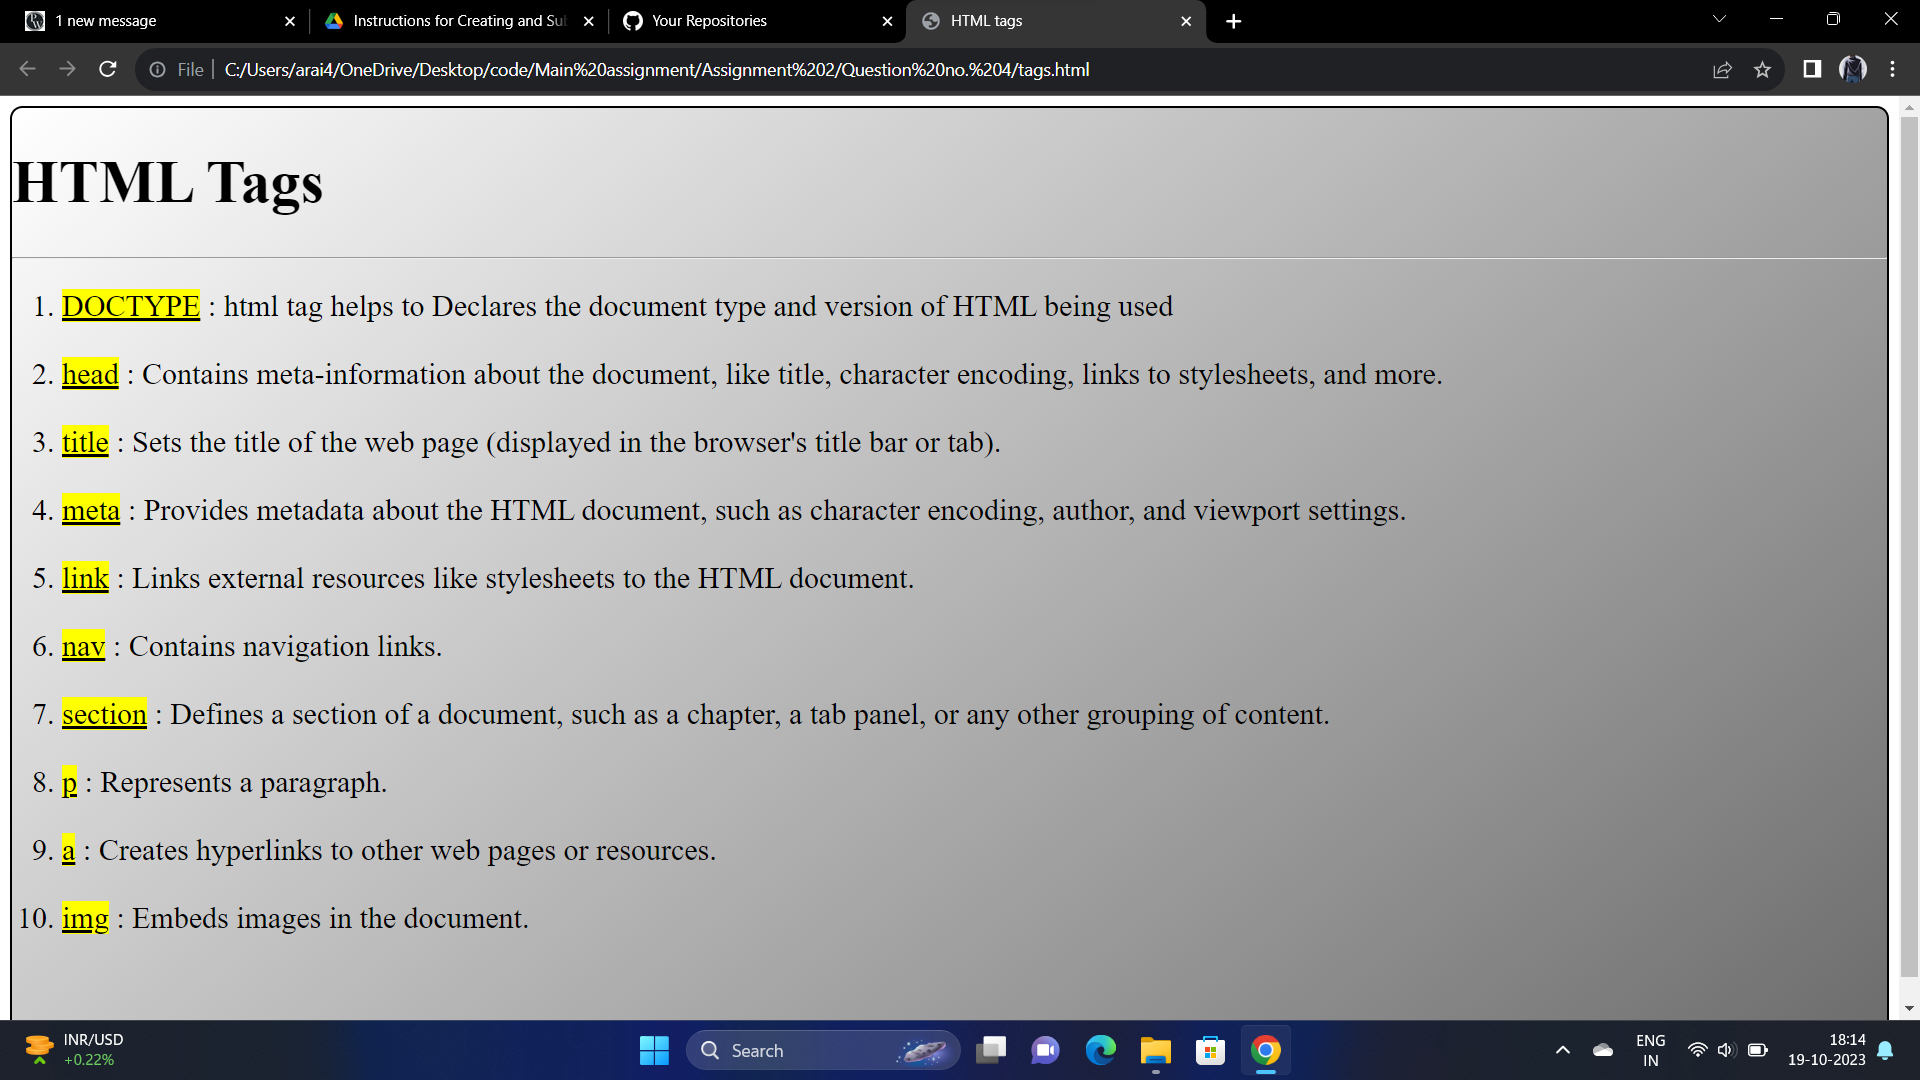 1 new message
Instructions for Creating and Sub
Your Repositories
HTML tags
File
C:/Users/arai4/OneDrive/Desktop/code/Main%20assignment/Assignment%202/Question%20no.%204/tags.html
HTML Tags
1. DOCTYPE : html tag helps to Declares the document type and version of HTML being used
2. head : Contains meta-information about the document, like title, character encoding, links to stylesheets, and more.
3. title : Sets the title of the web page (displayed in the browser's title bar or tab).
4. meta : Provides metadata about the HTML document, such as character encoding, author, and viewport settings.
5. link : Links external resources like stylesheets to the HTML document.
6. nav : Contains navigation links.
7. section : Defines a section of a document, such as a chapter, a tab panel, or any other grouping of content.
8. p : Represents a paragraph.
9. a : Creates hyperlinks to other web pages or resources.
10. img : Embeds images in the document.
INR/USD
+0.22%
Search
ENG
IN
18:14
19-10-2023